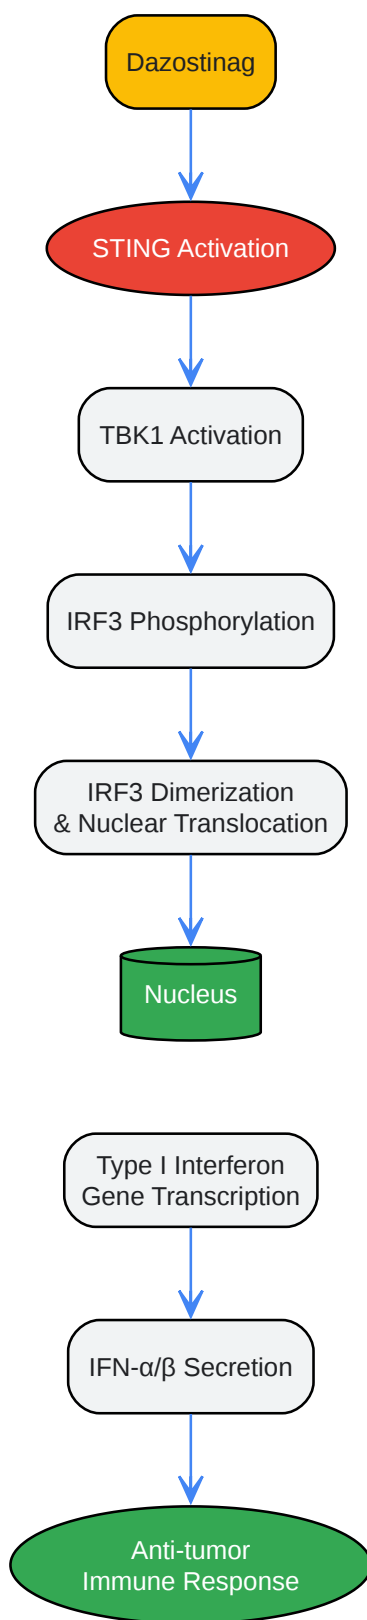 Dazostinag
STING Activation
TBK1 Activation
IRF3 Phosphorylation
IRF3 Dimerization
& Nuclear Translocation
Nucleus
Type I Interferon
Gene Transcription
IFN-α/β Secretion
Anti-tumor
Immune Response